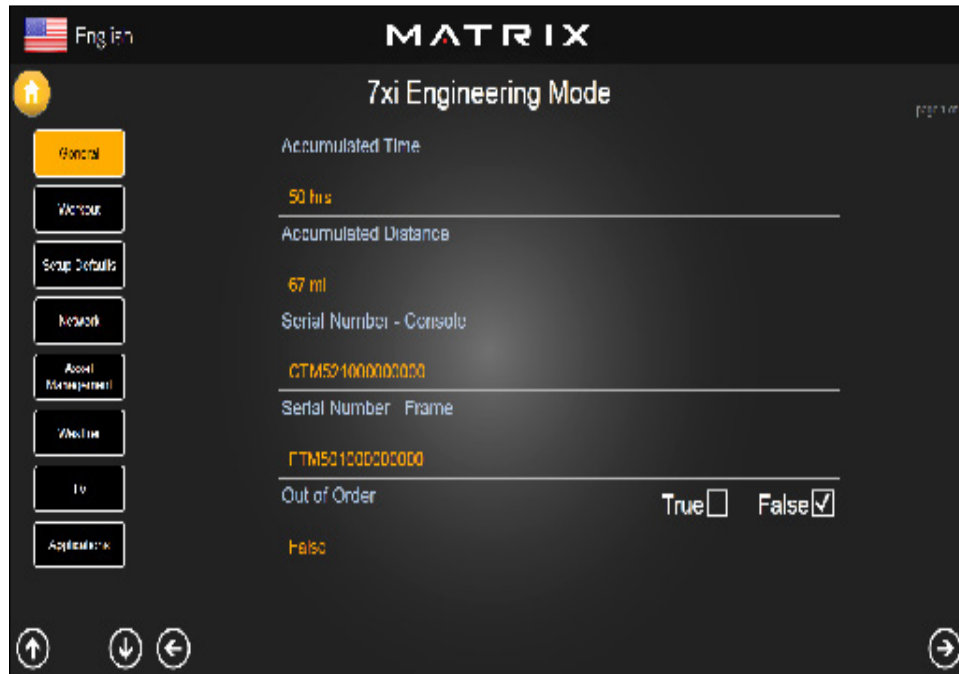 English
MATRIX
7xi Engineering Mode
General
Workout
Setup Defaults
Network
Asset
Management
Weather
TV
Applications
Accumulated Time
50 hrs
Accumulated Distance
67 mi
Serial Number - Console
CTM521000000000
Serial Number Frame
FTM501000000000
Out of Order
True
False
False